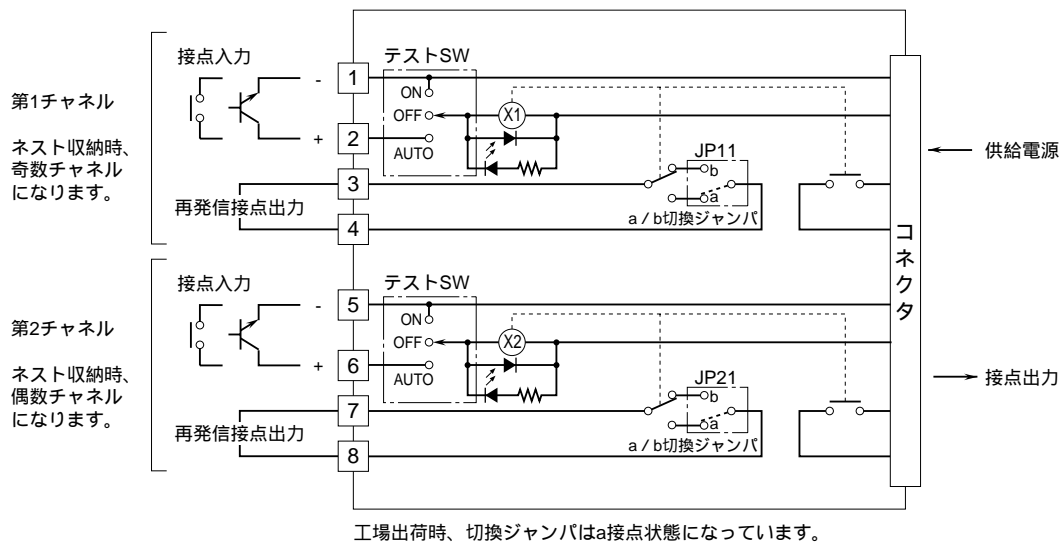 第1チャネル
ネスト収納時、
奇数チャネル
になります。
接点入力
-
+
再発信接点出力
1
2
3
4
テストSW
ON
OFF
AUTO
X1
JP11
b
a
a / b切換ジャンパ
第2チャネル
ネスト収納時、
偶数チャネル
になります。
接点入力
-
+
再発信接点出力
5
6
7
8
テストSW
ON
OFF
AUTO
X2
JP21
b
a
a / b切換ジャンパ
コネクタ
供給電源
接点出力
工場出荷時、切換ジャンパはa接点状態になっています。